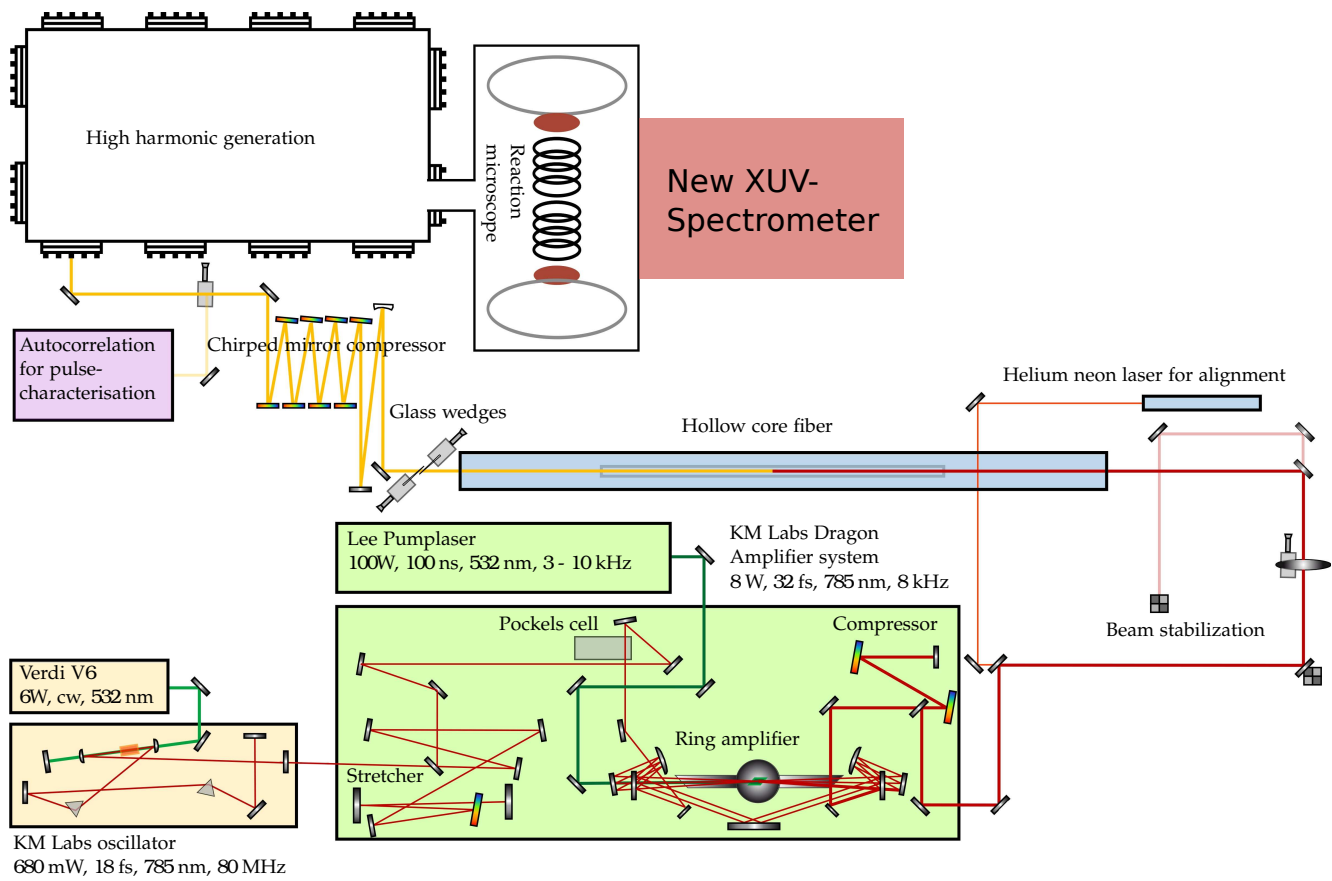 High harmonic generation
Reaction
microscope
New XUV-
Spectrometer
Autocorrelation
for pulse-
characterisation
Chirped mirror compressor
Glass wedges
Hollow core fiber
Helium neon laser for alignment
Lee Pumplaser
100W, 100 ns, 532 nm, 3 - 10 kHz
KM Labs Dragon
Amplifier system
8 W, 32 fs, 785 nm, 8 kHz
Beam stabilization
Pockels cell
Compressor
Verdi V6
6W, cw, 532 nm
Ring amplifier
Stretcher
KM Labs oscillator
680 mW, 18 fs, 785 nm, 80 MHz